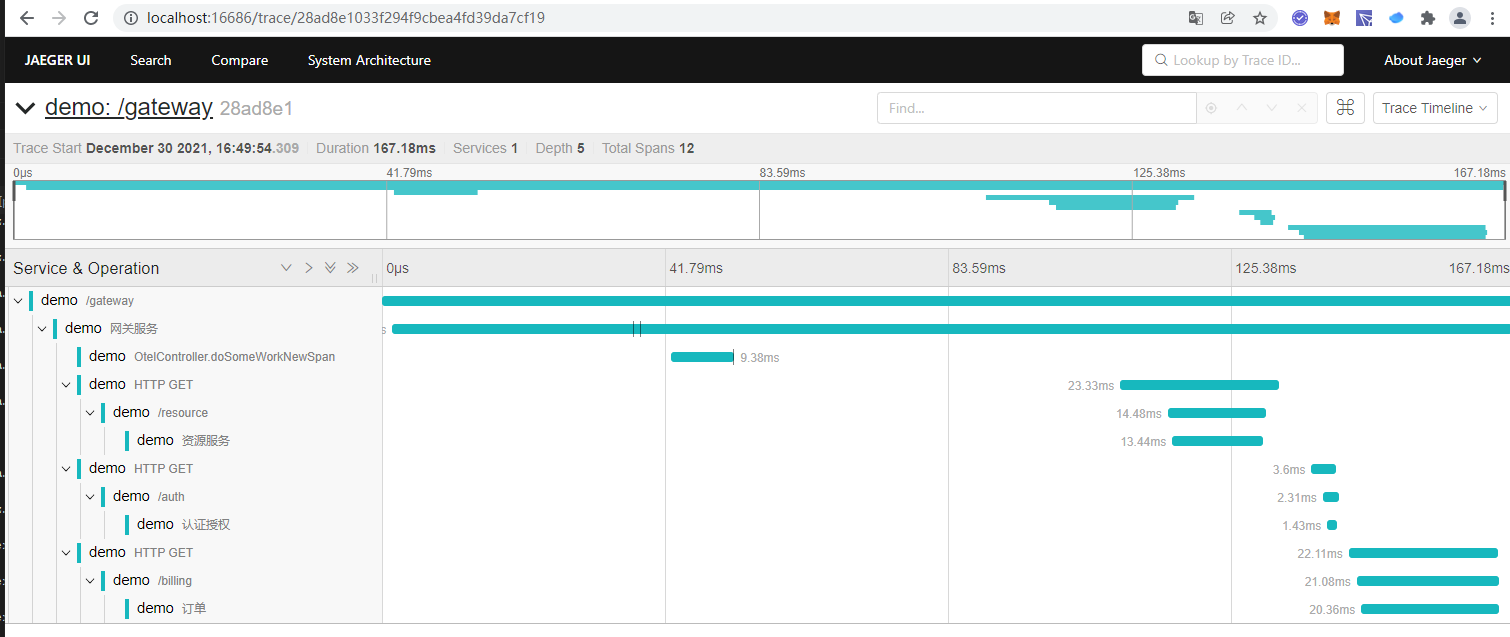 localhost:16686/trace/28ad8e1033f294f9cbea4fd39da7cf19
JAEGER UI Search Compare System Architecture Lookup by Trace ID... About Jaeger
demo: /gateway 28ad8e1 Find... Trace Timeline
Trace Start December 30 2021, 16:49:54.309 Duration 167.18ms Services 1 Depth 5 Total Spans 12
0μs 41.79ms 83.59ms 125.38ms 167.18ms
Service & Operation 0μs 41.79ms 83.59ms 125.38ms 167.18ms
demo /gateway
demo 网关服务
demo OtelController.doSomeWorkNewSpan 9.38ms
demo HTTP GET 23.33ms
demo /resource 14.48ms
demo 资源服务 13.44ms
demo HTTP GET 3.6ms
demo /auth 2.31ms
demo 认证授权 1.43ms
demo HTTP GET 22.11ms
demo /billing 21.08ms
demo 订单 20.36ms